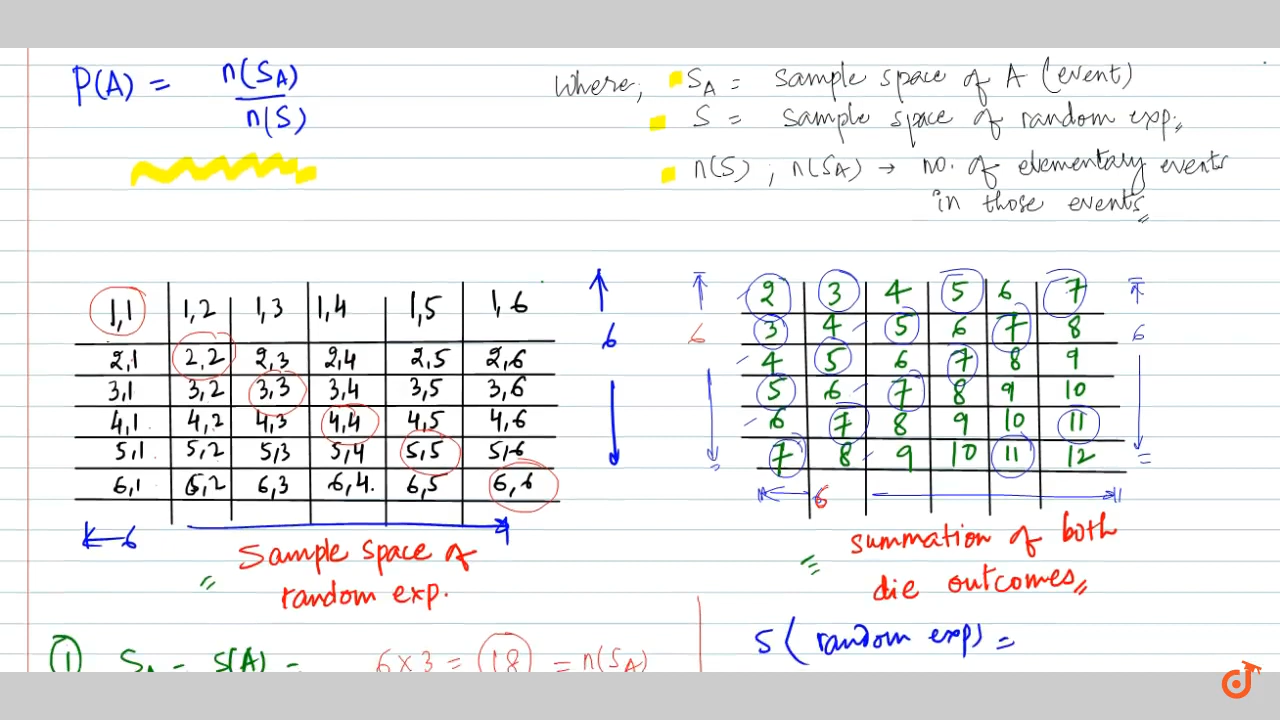 P(A) = n(SA)
n(S)
Where, SA = sample space of A (event)
S = sample space of random exp.
n(S) ; n(SA) → no. of elementary events
in those events
1,1 1,2 1,3 1,4 1,5 1,6
2,1 2,2 2,3 2,4 2,5 2,6
3,1 3,2 3,3 3,4 3,5 3,6
4,1 4,2 4,3 4,4 4,5 4,6
5,1 5,2 5,3 5,4 5,5 5,6
6,1 6,2 6,3 6,4. 6,5 6,6
6
6
Sample space of
random exp.
2 3 4 5 6 7
3 4 5 6 7 8
4 5 6 7 8 9
5 6 7 8 9 10
6 7 8 9 10 11
7 8 9 10 11 12
6
6
6
summation of both
die outcomes
S (random exp) =
1 SA = S(A) = 6×3 = 18 = n(SA)